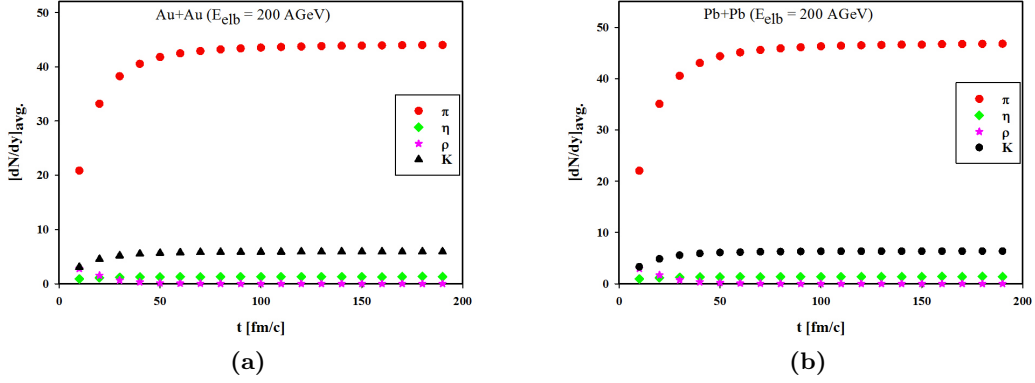 Au+Au (E_elb = 200 AGeV)
[dN/dy]avg.
50
40
30
20
10
0
π
η
ρ
K
0
50
100
150
200
t [fm/c]
(a)
Pb+Pb (E_elb = 200 AGeV)
[dN/dy]avg.
50
40
30
20
10
0
π
η
ρ
K
0
50
100
150
200
t [fm/c]
(b)